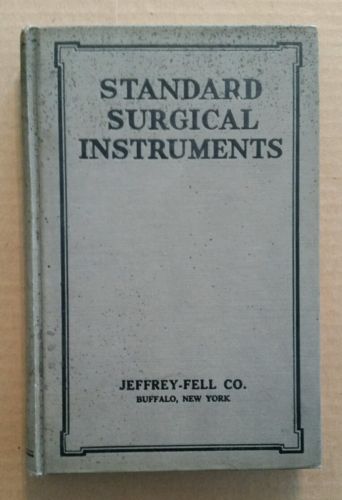 STANDARD
SURGICAL
INSTRUMENTS
JEFFREY-FELL CO.
BUFFALO, NEW YORK